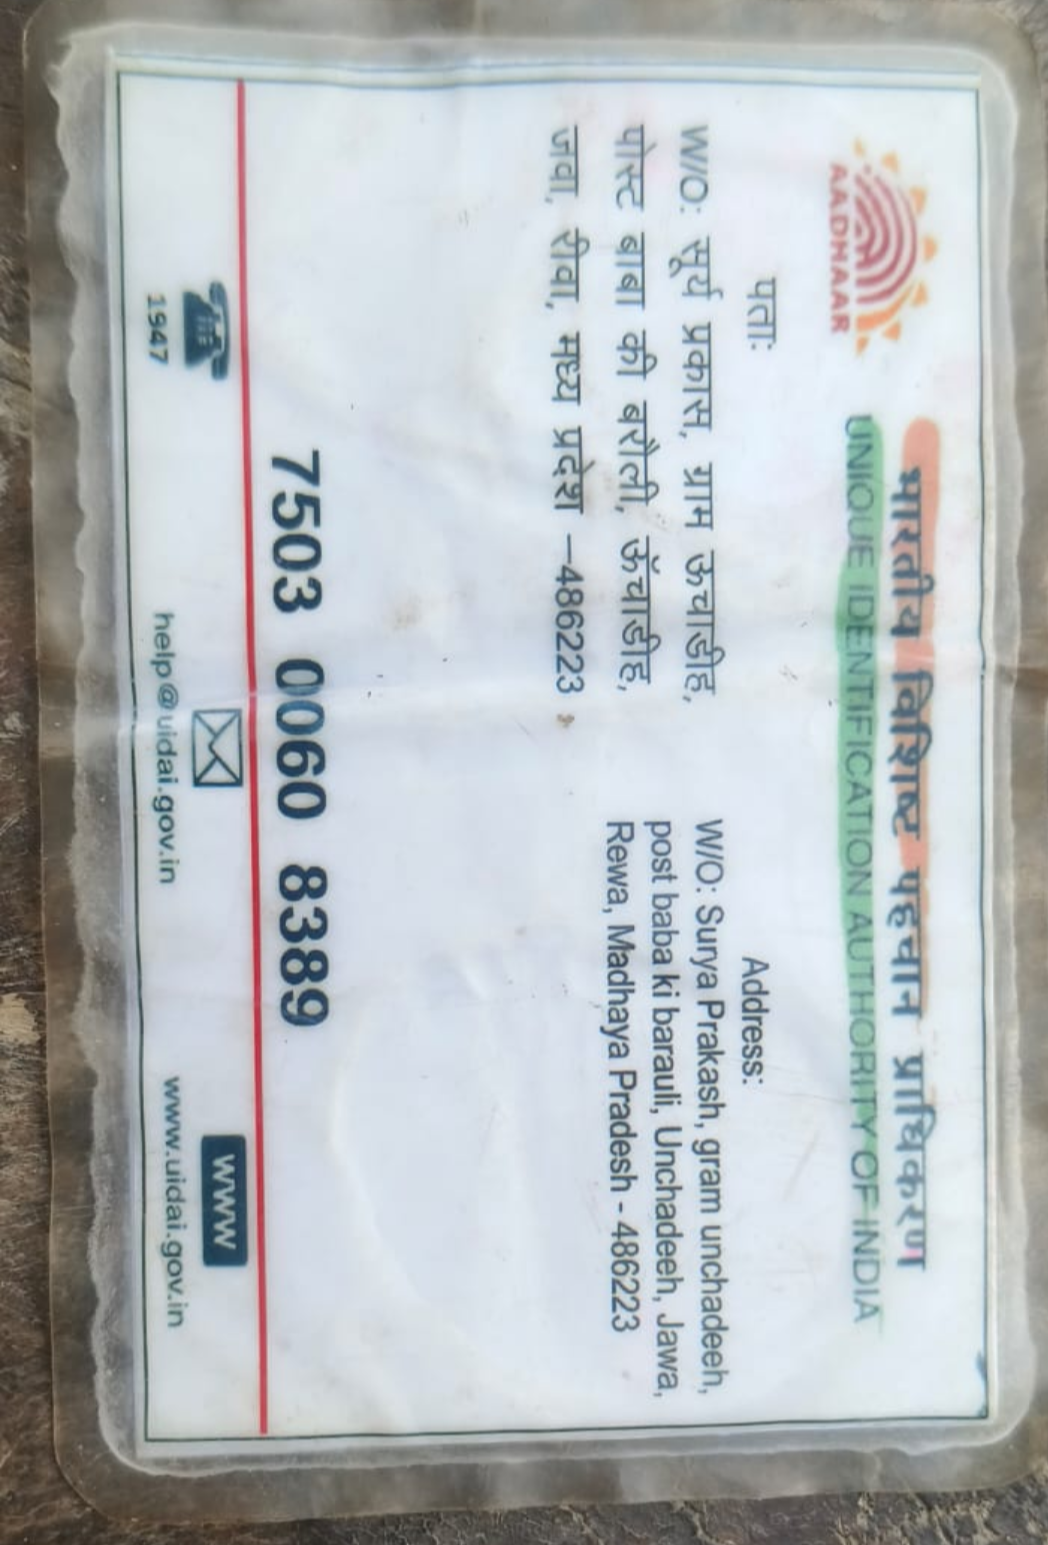 AADHAAR
भारतीय विशिष्ट पहचान प्राधिकरण
UNIQUE IDENTIFICATION AUTHORITY OF INDIA
पताः
W/O: सूर्य प्रकास, ग्राम ऊचाडीह,
पोस्ट बाबा की बरौली, ऊँचाडीह,
जवा, रीवा, मध्य प्रदेश –486223
Address:
W/O: Surya Prakash, gram unchadeeh,
post baba ki barauli, Unchadeeh, Jawa,
Rewa, Madhaya Pradesh - 486223
7503 0060 8389
1947
help@uidai.gov.in
www
www.uidai.gov.in